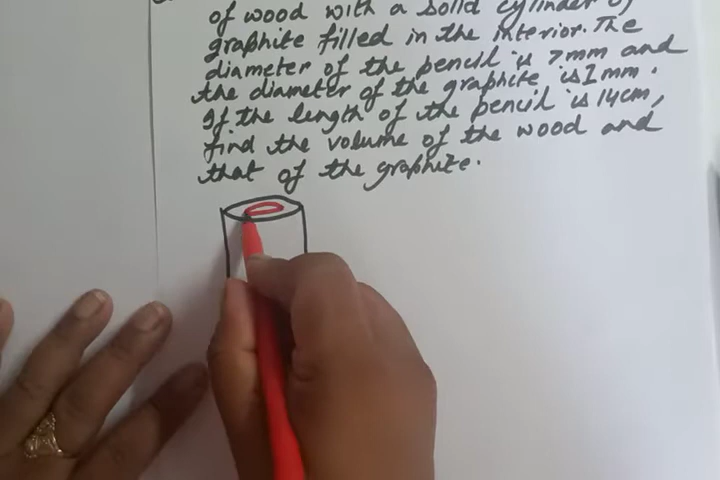 of wood with a solid cylinder of
graphite filled in the interior. The
diameter of the pencil is 7mm and
the diameter of the graphite is 1mm.
If the length of the pencil is 14cm,
find the volume of the wood and
that of the graphite.